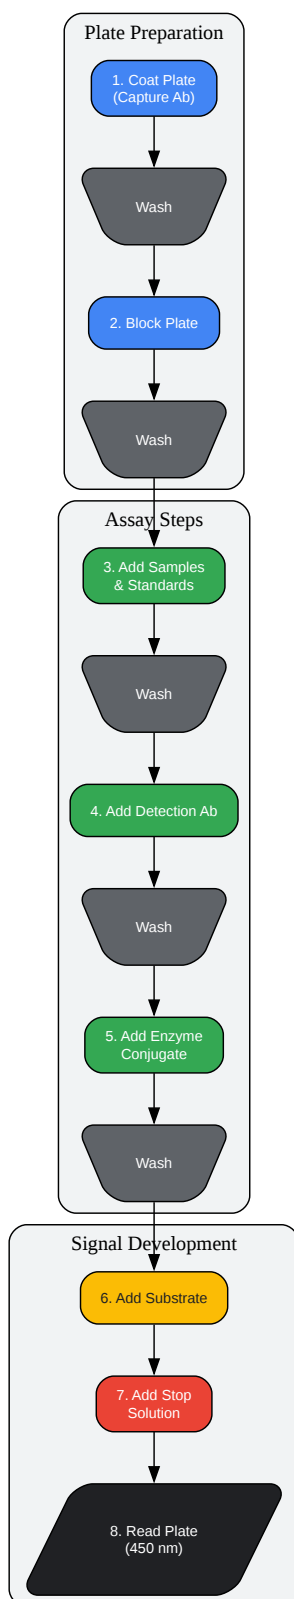 Plate Preparation
1. Coat Plate
(Capture Ab)
Wash
2. Block Plate
Wash
Assay Steps
3. Add Samples
& Standards
Wash
4. Add Detection Ab
Wash
5. Add Enzyme
Conjugate
Wash
Signal Development
6. Add Substrate
7. Add Stop
Solution
8. Read Plate
(450 nm)